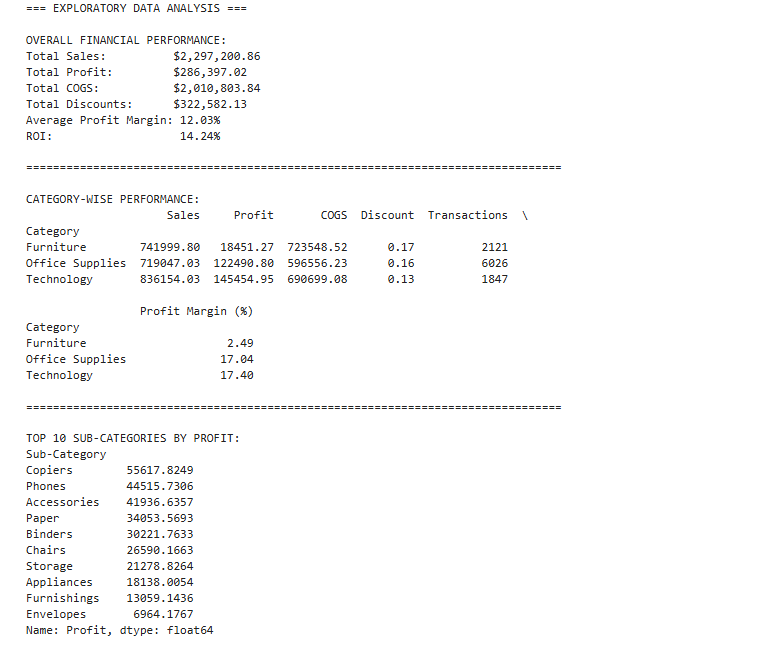 === EXPLORATORY DATA ANALYSIS ===
OVERALL FINANCIAL PERFORMANCE:
Total Sales: $2,297,200.86
Total Profit: $286,397.02
Total COGS: $2,010,803.84
Total Discounts: $322,582.13
Average Profit Margin: 12.03%
ROI: 14.24%
================================================================================
CATEGORY-WISE PERFORMANCE:
Sales Profit COGS Discount Transactions \
Category
Furniture 741999.80 18451.27 723548.52 0.17 2121
Office Supplies 719047.03 122490.80 596556.23 0.16 6026
Technology 836154.03 145454.95 690699.08 0.13 1847
Profit Margin (%)
Category
Furniture 2.49
Office Supplies 17.04
Technology 17.40
================================================================================
TOP 10 SUB-CATEGORIES BY PROFIT:
Sub-Category
Copiers 55617.8249
Phones 44515.7306
Accessories 41936.6357
Paper 34053.5693
Binders 30221.7633
Chairs 26590.1663
Storage 21278.8264
Appliances 18138.0054
Furnishings 13059.1436
Envelopes 6964.1767
Name: Profit, dtype: float64